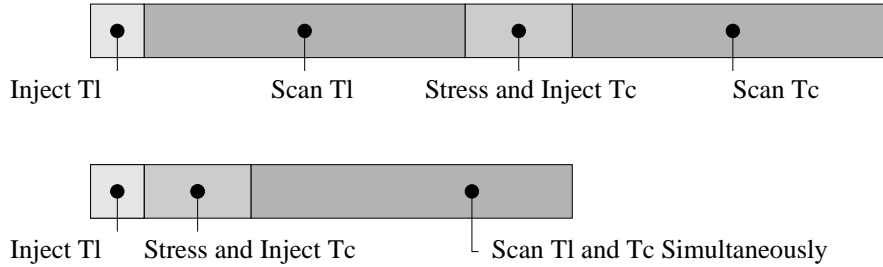 Inject Tl Scan Tl Stress and Inject Tc Scan Tc
Inject Tl Stress and Inject Tc Scan Tl and Tc Simultaneously